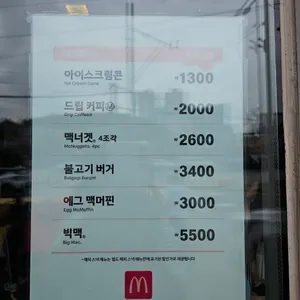 아이스크림콘 ₩1300
Ice Cream Cone
드립 커피Ⓜ ₩2000
Drip Coffee
맥너겟® 4조각 ₩2600
McNuggets® 4pc
불고기 버거 ₩3400
Bulgogi Burger
에그 맥머핀 ₩3000
Egg McMuffin
빅맥® ₩5500
Big Mac®